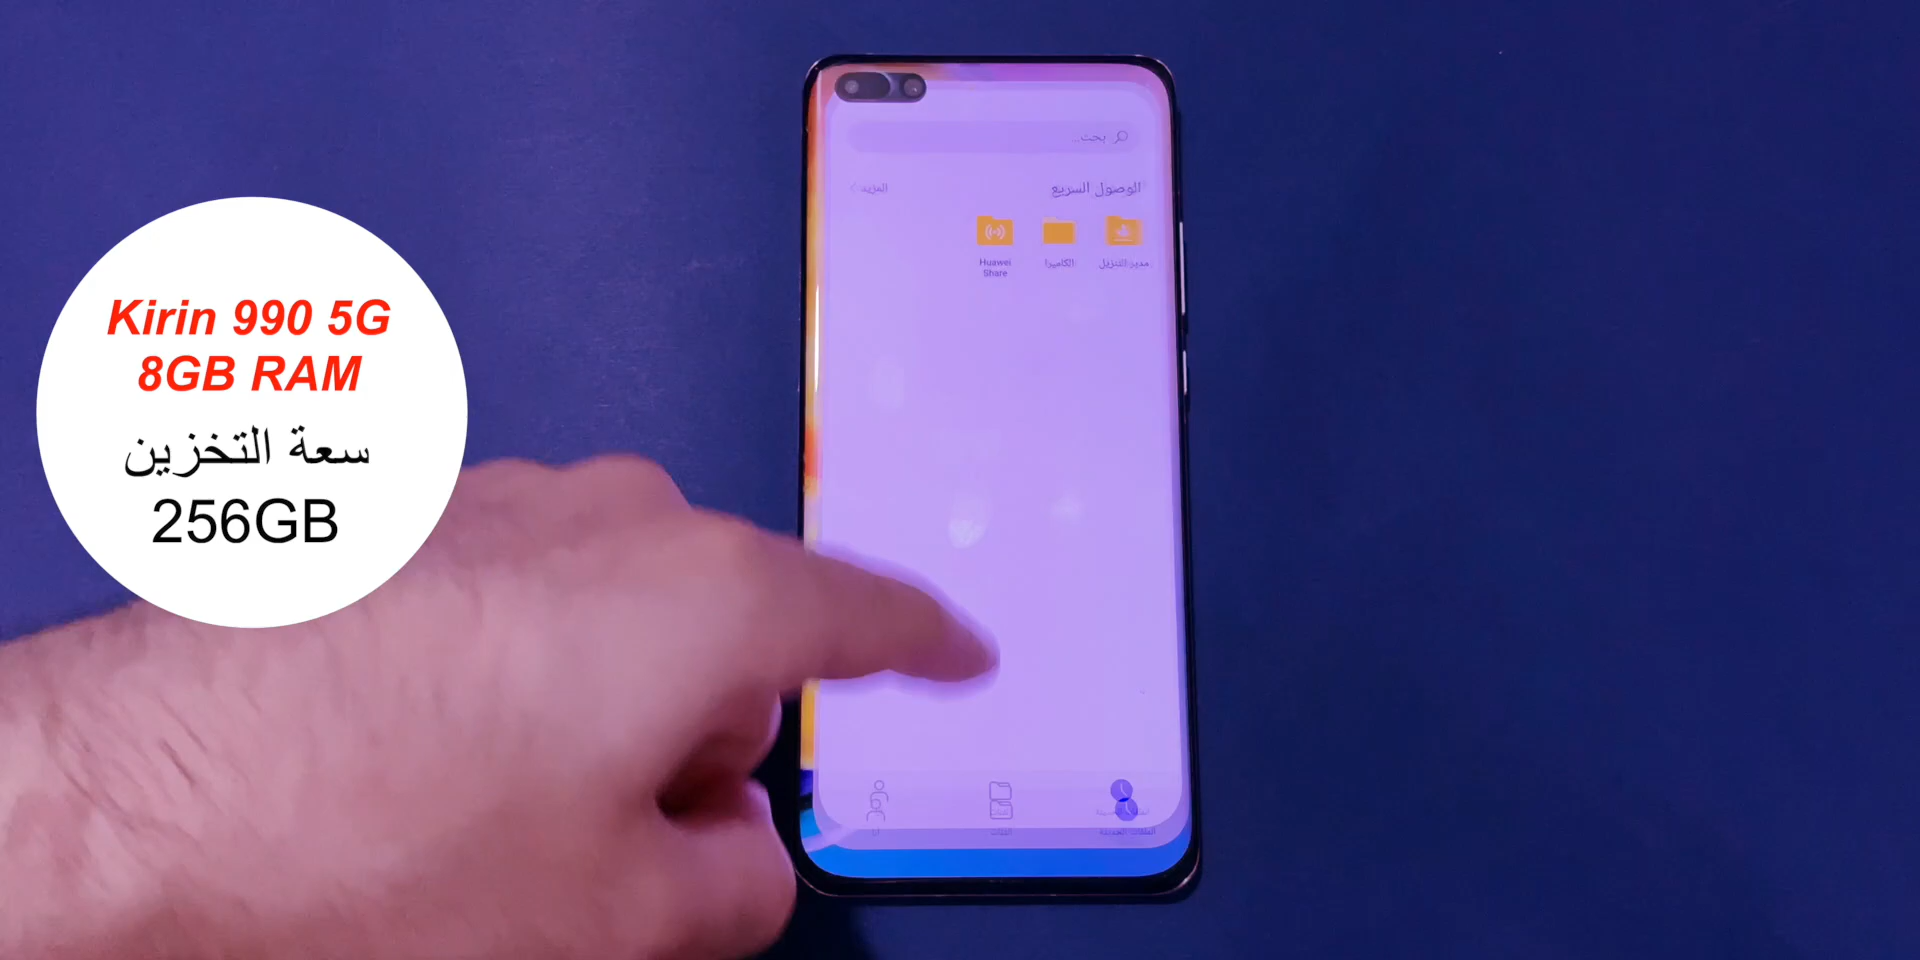 Kirin 990 5G
8GB RAM
سعة التخزين
256GB
بحث...
الوصول السريع
المزيد
مدير التنزيل
الكاميرا
Huawei
Share